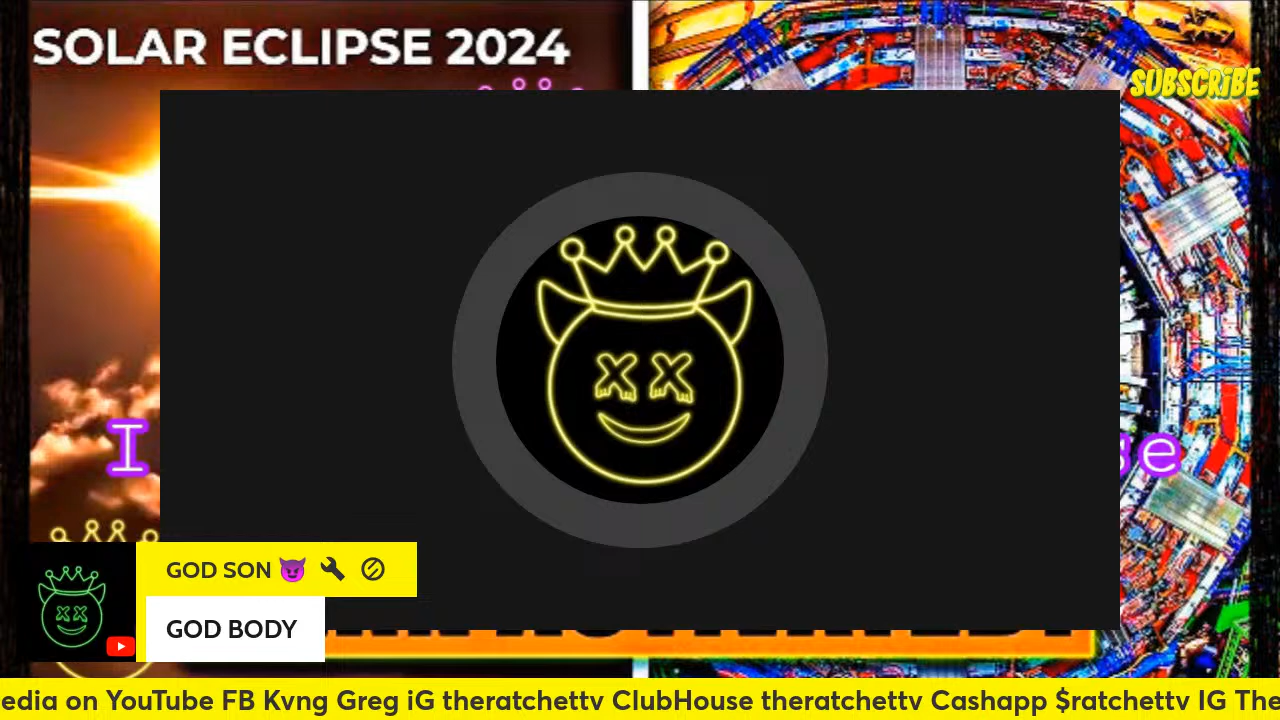 SOLAR ECLIPSE 2024
SUBSCRiBE
I
GOD SON 😈
GOD BODY
edia on YouTube FB Kvng Greg iG theratchettv ClubHouse theratchettv Cashapp $ratchettv IG The